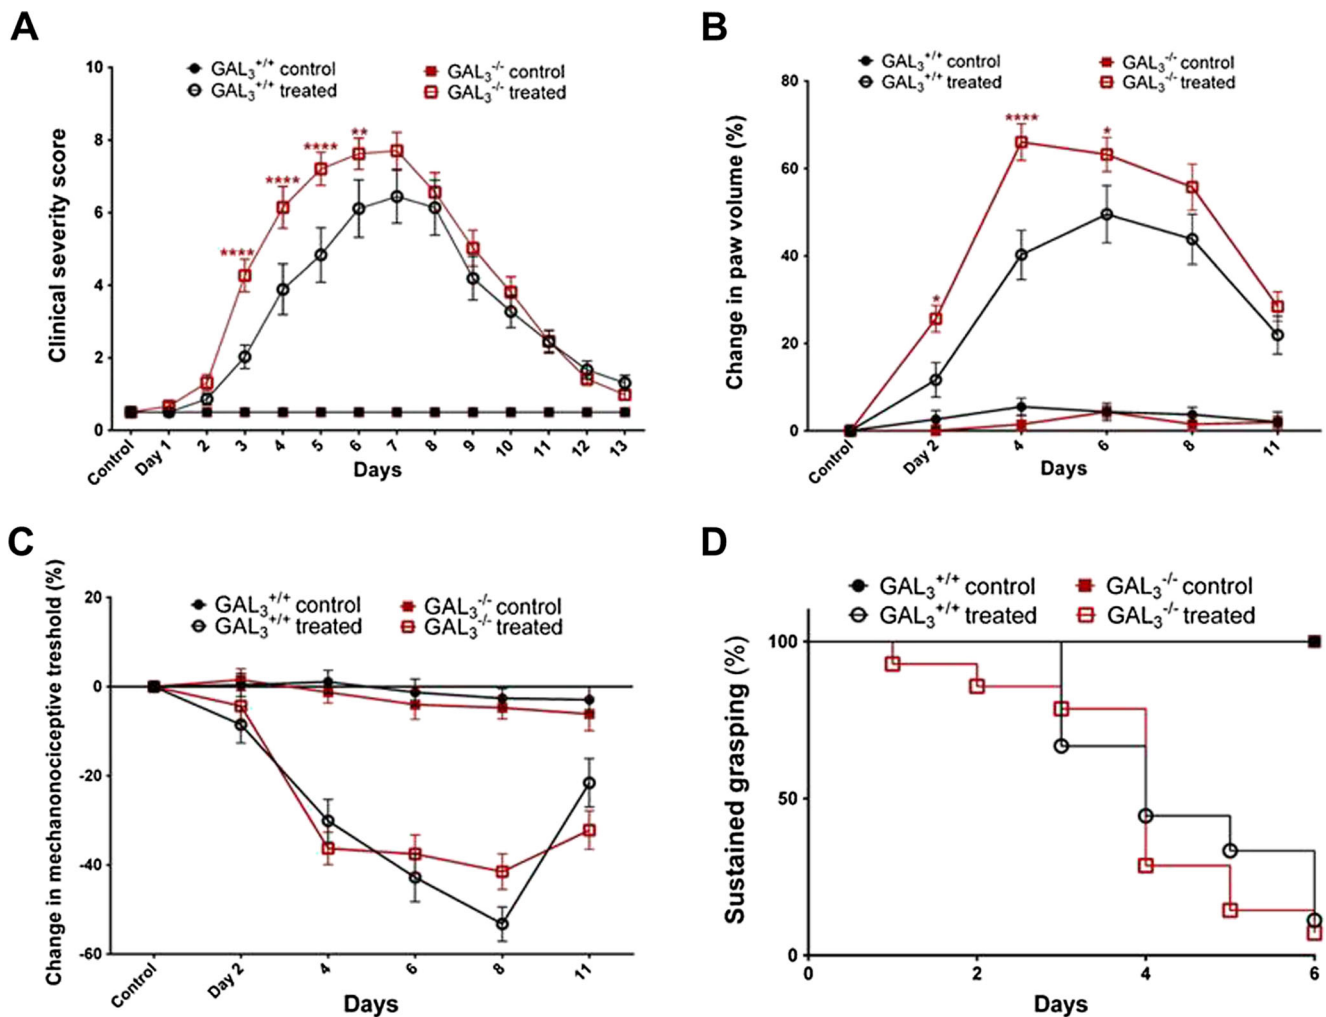 A
GAL3+/+ control
GAL3+/+ treated
GAL3-/- control
GAL3-/- treated
Clinical severity score
10
8
6
4
2
0
****
****
****
**
Control
Day 1
2
3
4
5
6
7
8
9
10
11
12
13
Days
B
GAL3+/+ control
GAL3+/+ treated
GAL3-/- control
GAL3-/- treated
Change in paw volume (%)
80
60
40
20
0
*
****
*
Control
Day 2
4
6
8
11
Days
C
GAL3+/+ control
GAL3+/+ treated
GAL3-/- control
GAL3-/- treated
Change in mechanonociceptive treshold (%)
20
0
-20
-40
-60
Control
Day 2
4
6
8
11
Days
D
GAL3+/+ control
GAL3+/+ treated
GAL3-/- control
GAL3-/- treated
Sustained grasping (%)
100
50
0
0
2
4
6
Days